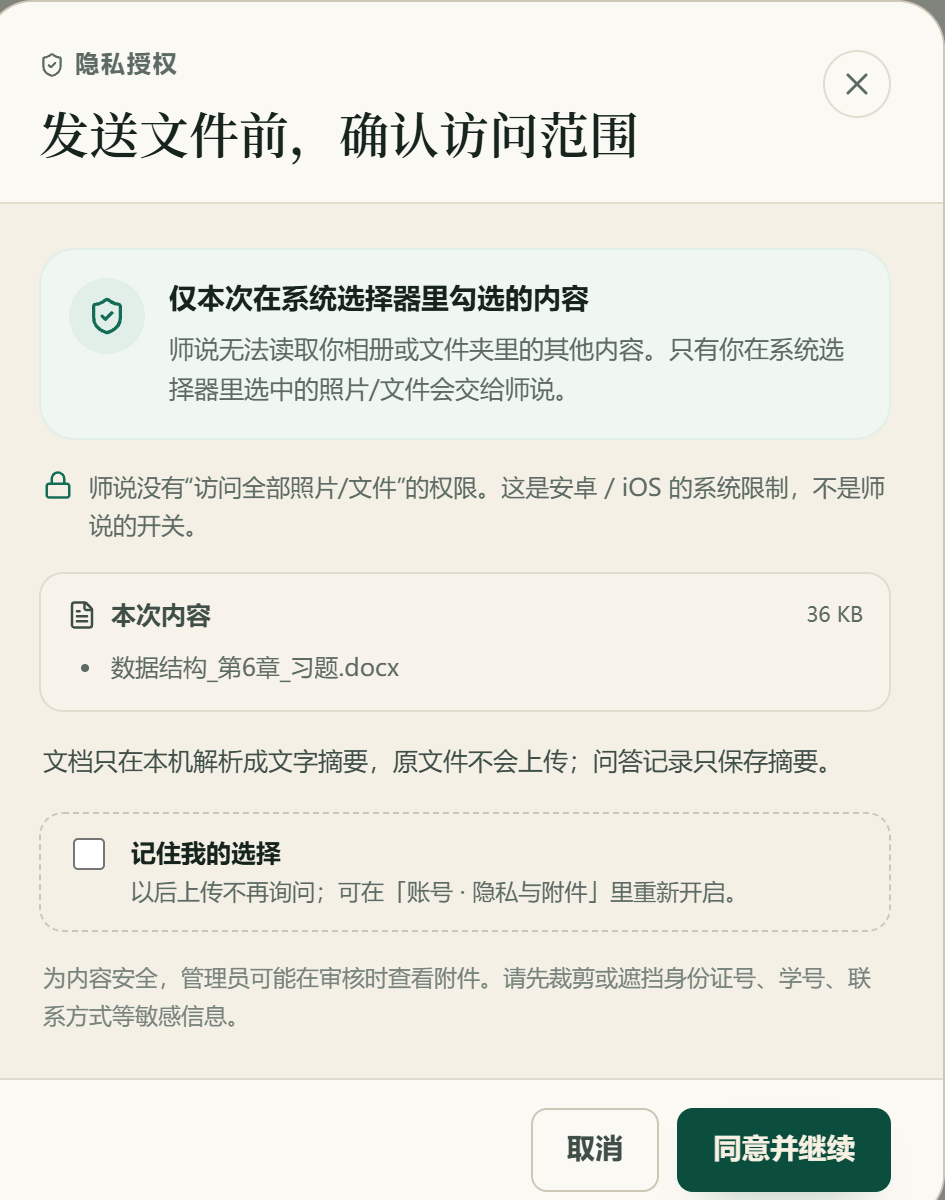 隐私授权
发送文件前，确认访问范围
仅本次在系统选择器里勾选的内容
师说无法读取你相册或文件夹里的其他内容。只有你在系统选
择器里选中的照片/文件会交给师说。
师说没有“访问全部照片/文件”的权限。这是安卓 / iOS 的系统限制，不是师
说的开关。
本次内容
36 KB
• 数据结构_第6章_习题.docx
文档只在本机解析成文字摘要，原文件不会上传；问答记录只保存摘要。
记住我的选择
以后上传不再询问；可在「账号 · 隐私与附件」里重新开启。
为内容安全，管理员可能在审核时查看附件。请先裁剪或遮挡身份证号、学号、联
系方式等敏感信息。
取消
同意并继续